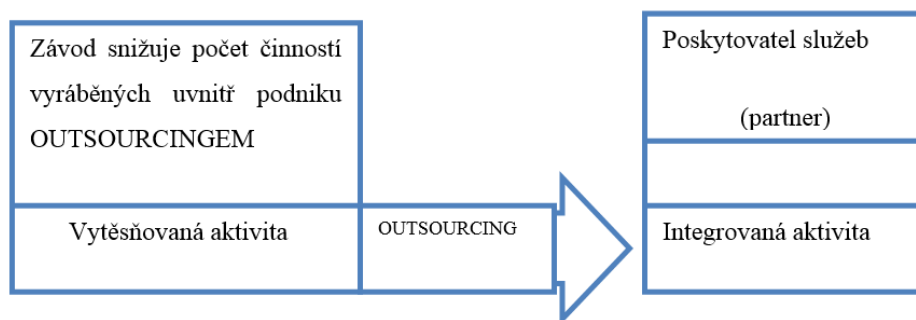 Závod snižuje počet činností
vyráběných uvnitř podniku
OUTSOURCINGEM
Vytěsňovaná aktivita
OUTSOURCING
Poskytovatel služeb
(partner)
Integrovaná aktivita